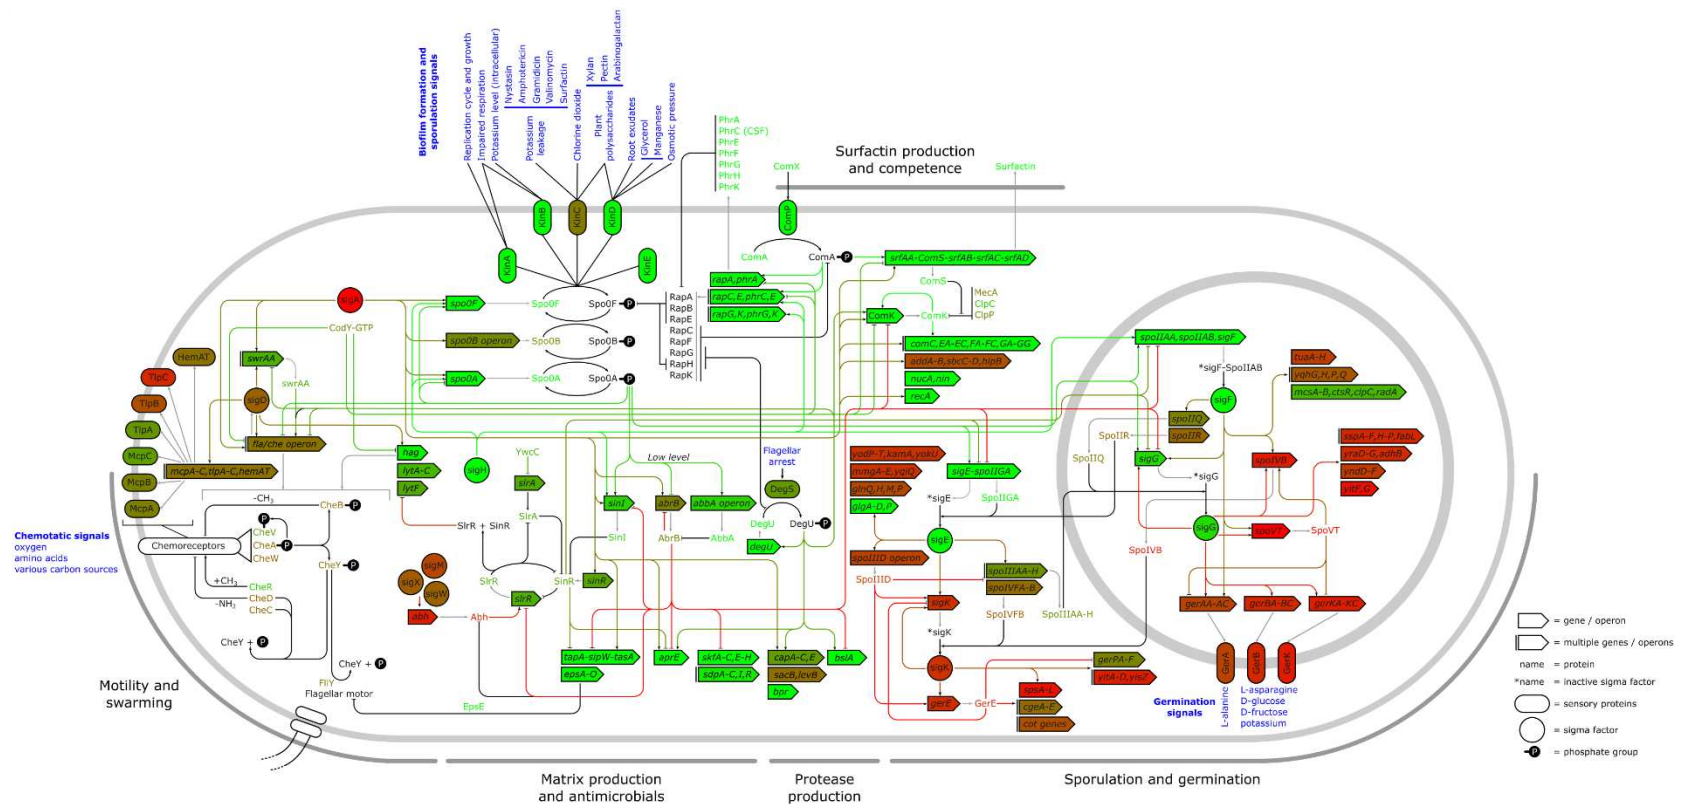 Biofilm formation and
sporulation signals
Replication cycle and growth
Impaired respiration
Potassium level (intracellular)
Nystasin
Amphotericin
Gramidicin
Valinomycin
Surfactin
Potassium
leakage
Chlorine dioxide
Xylan
Pectin
Arabinogalactan
Plant
polysaccharides
Root exudates
Glycerol
Manganese
Osmotic pressure
PhrA
PhrC (CSF)
PhrE
PhrF
PhrG
PhrH
PhrK
Surfactin production
and competence
ComX
Surfactin
KinA
KinB
KinC
KinD
KinE
ComP
ComA
ComA P
srfAA-ComS-srfAB-srfAC-srfAD
ComS
MecA
ClpC
ClpP
rapA,phrA
rapC,E,phrC,E
rapG,K,phrG,K
RapA
RapB
RapE
RapC
RapF
RapG
RapH
RapK
ComK
ComK
comC,EA-EC,FA-FC,GA-GG
addA-B,sbcC-D,hipB
nucA,nin
recA
sigA
CodY-GTP
spo0F
Spo0F
Spo0F P
spo0B operon
Spo0B
Spo0B P
spo0A
Spo0A
Spo0A P
HemAT
TlpC
TlpB
TlpA
McpC
McpB
McpA
swrAA
swrAA
sigD
fla/che operon
mcpA-C,tlpA-C,hemAT
hag
lytA-C
lytF
sigH
YwcC
slrA
SlrA
SlrR + SinR
Low level
sinI
SinI
abrB
AbrB
abbA operon
AbbA
Flagellar
arrest
DegS
DegU
DegU P
degU
SlrR
SinR
sinR
slrR
sigM
sigX
sigW
abh
Abh
tapA-sipW-tasA
epsA-O
EpsE
aprE
skfA-C,E-H
sdpA-C,I,R
capA-C,E
sacB,levB
bpr
bslA
Chemotatic signals
oxygen
amino acids
various carbon sources
Chemoreceptors
-CH₃
CheB P
P
CheV
CheA P
CheW
CheY P
+CH₃
CheR
-NH₃
CheD
CheC
CheY + P
CheY + P
FliY
Flagellar motor
Motility and
swarming
Matrix production
and antimicrobials
Protease
production
Sporulation and germination
yodP-T,kamA,yokU
mmgA-E,yqiQ
glnQ,H,M,P
glgA-D,P
sigE-spoIIGA
*sigE
SpoIIGA
sigE
spoIIID operon
SpoIIID
spoIIIAA-H
spoIVFA-B
SpoIVFB
SpoIIIAA-H
sigK
*sigK
sigK
gerE
GerE
gerPA-F
yitA-D,yisZ
spsA-L
cgeA-E
cot genes
spoIIAA,spoIIAB,sigF
*sigF-SpoIIAB
sigF
tuaA-H
yqhG,H,P,Q
mcsA-B,ctsR,clpC,radA
spoIIQ
spoIIR
SpoIIR
SpoIIQ
sigG
*sigG
sigG
spoIVB
SpoIVB
spoVT
SpoVT
sspA-F,H-P,fabL
yraD-G,adhB
yndD-F
yitF,G
gerAA-AC
gerBA-BC
gerKA-KC
GerA
GerB
GerK
Germination
signals
L-alanine
L-asparagine
D-glucose
D-fructose
potassium
= gene / operon
= multiple genes / operons
name = protein
*name = inactive sigma factor
= sensory proteins
= sigma factor
P = phosphate group